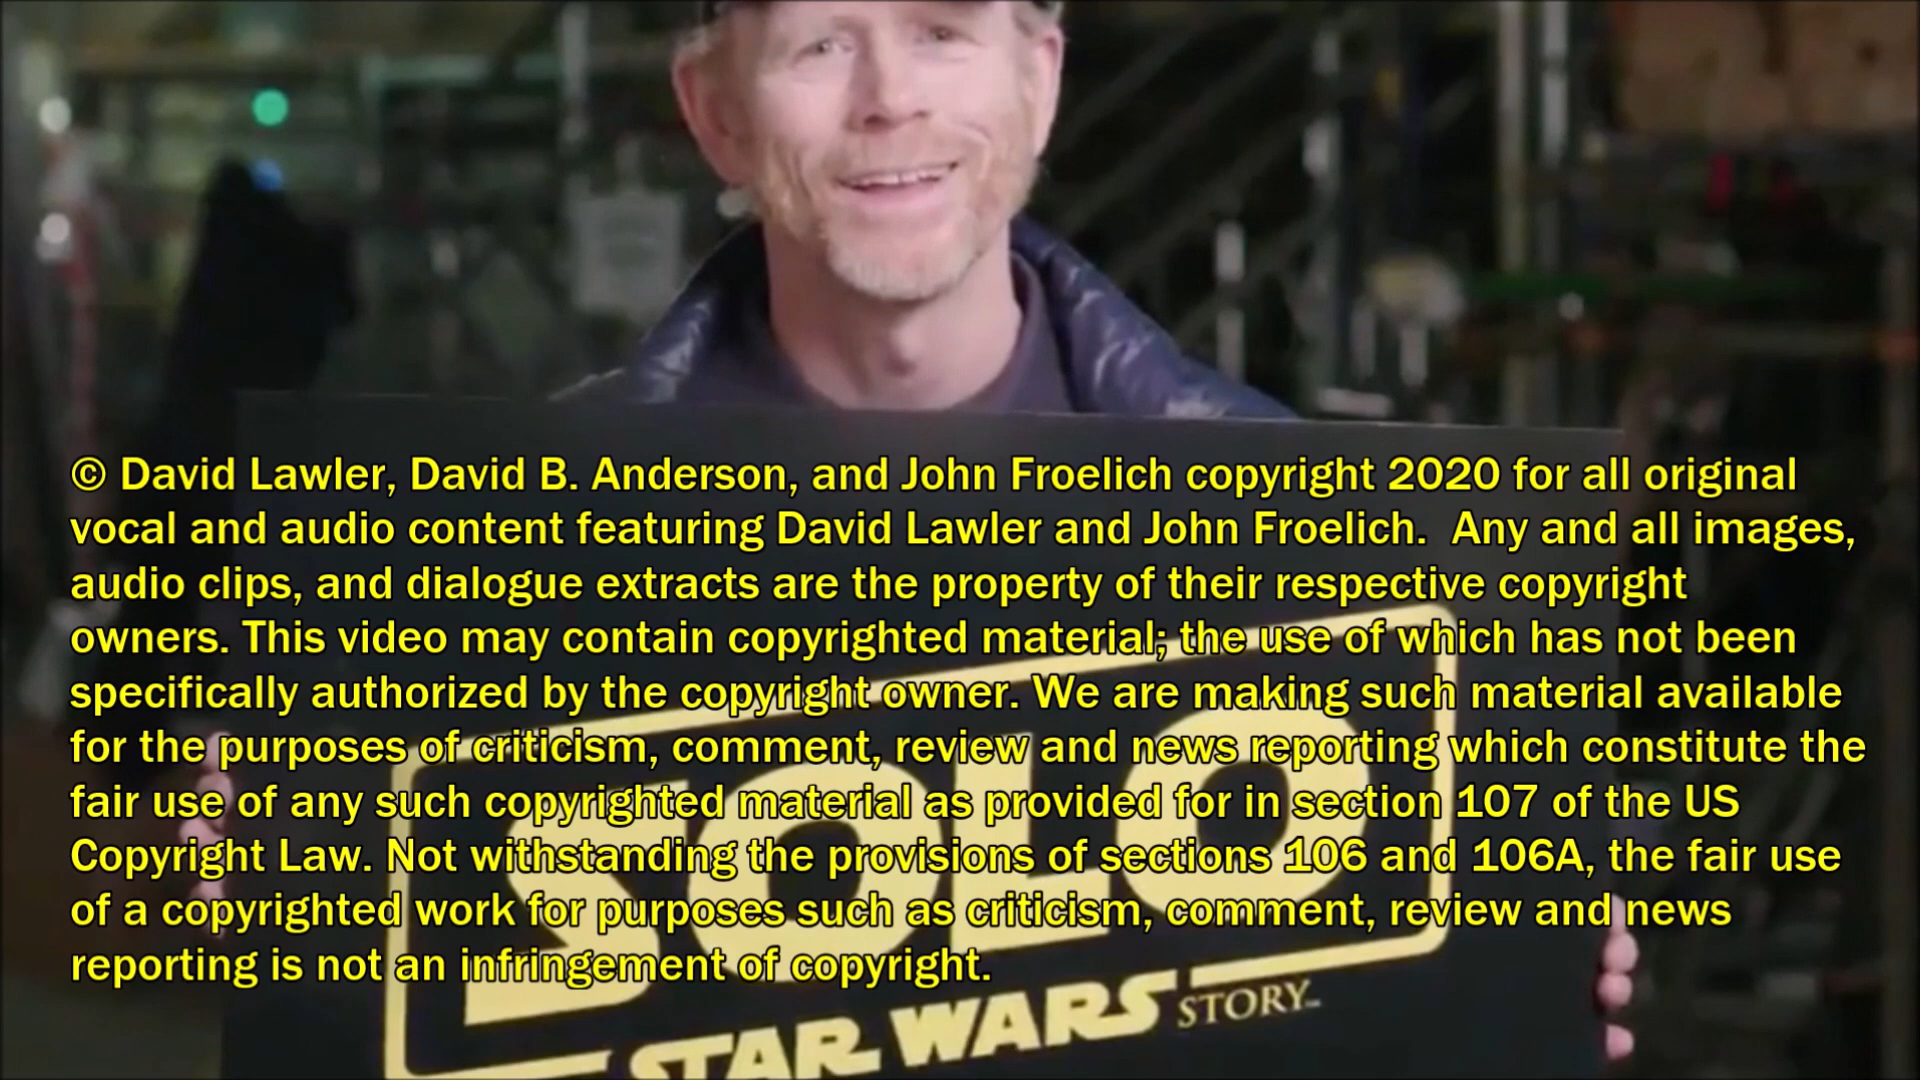 © David Lawler, David B. Anderson, and John Froelich copyright 2020 for all original
vocal and audio content featuring David Lawler and John Froelich.  Any and all images,
audio clips, and dialogue extracts are the property of their respective copyright
owners. This video may contain copyrighted material; the use of which has not been
specifically authorized by the copyright owner. We are making such material available
for the purposes of criticism, comment, review and news reporting which constitute the
fair use of any such copyrighted material as provided for in section 107 of the US
Copyright Law. Not withstanding the provisions of sections 106 and 106A, the fair use
of a copyrighted work for purposes such as criticism, comment, review and news
reporting is not an infringement of copyright.
SOLO
STAR WARS STORY™